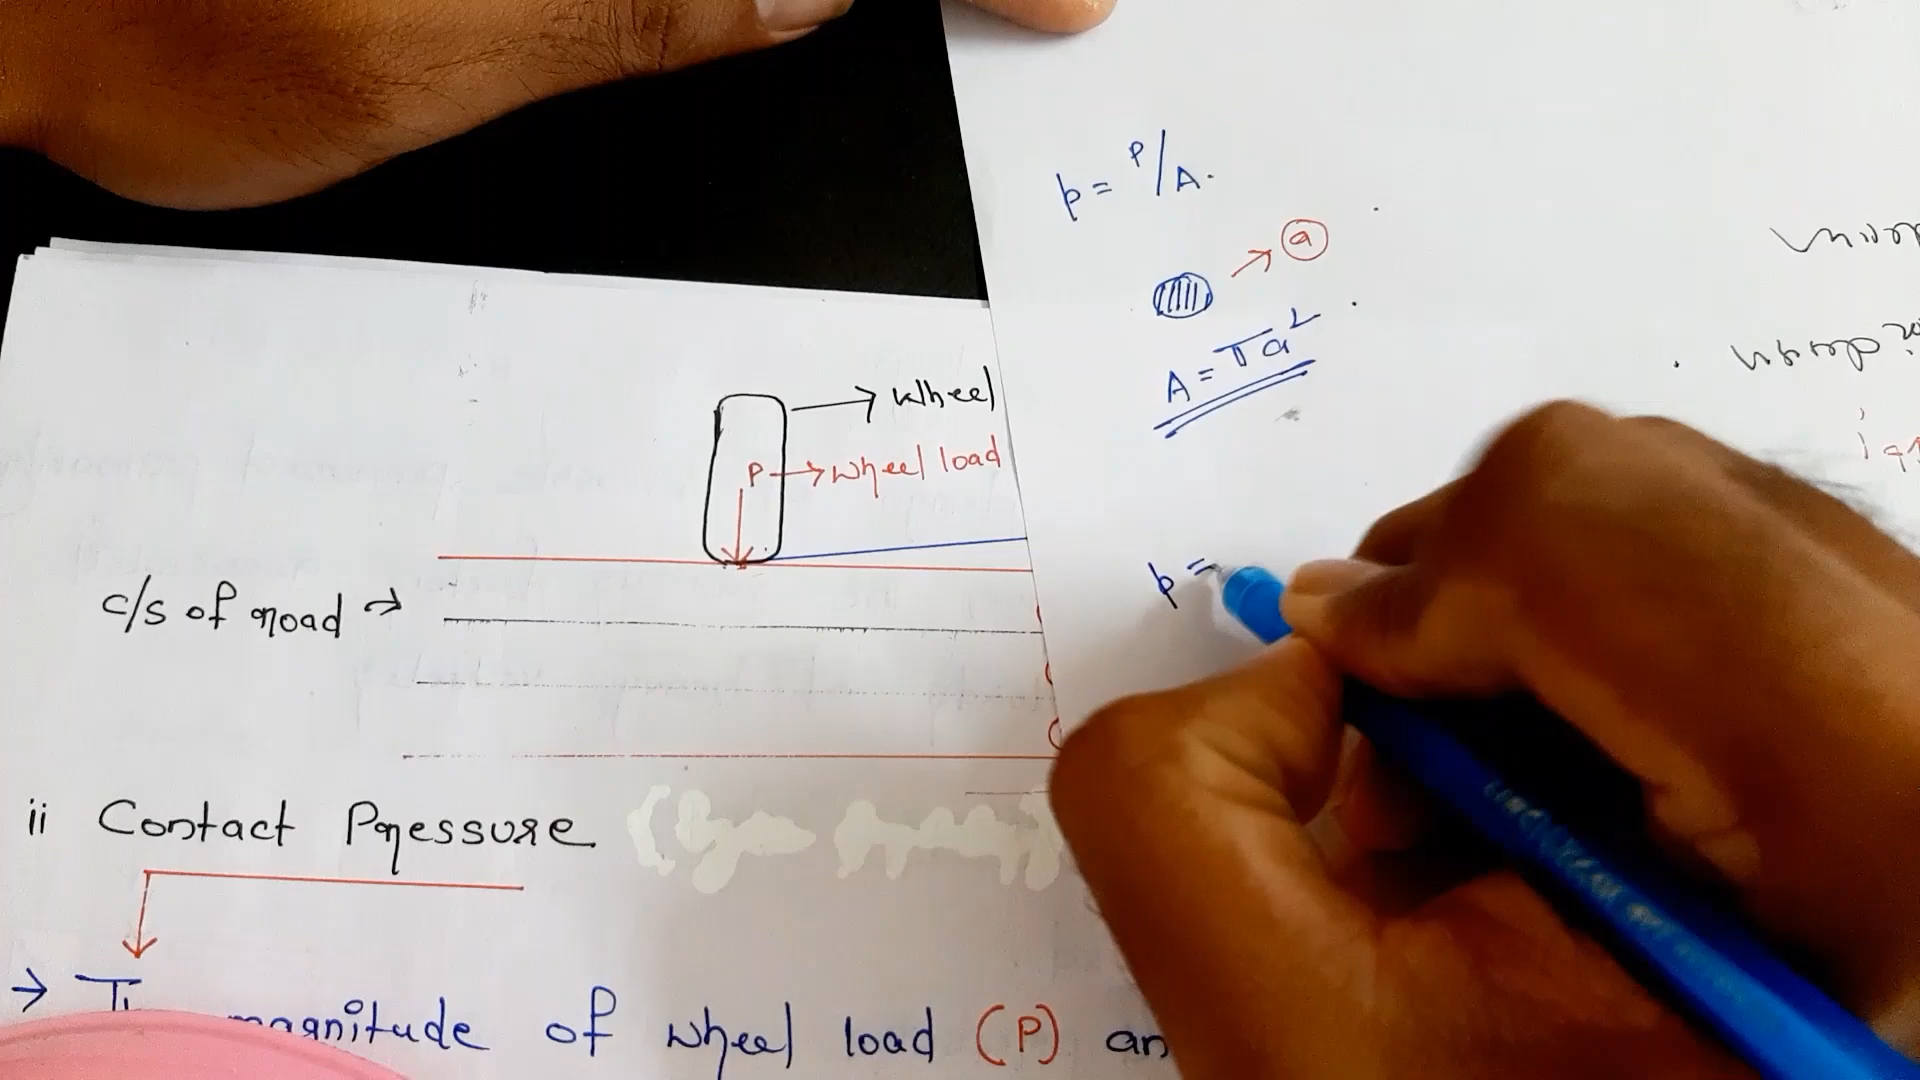 p = P/A.
a
A = πa²
p =
wheel
P → wheel load
c/s of road →
ii Contact Pressure
→ magnitude of wheel load (P) an